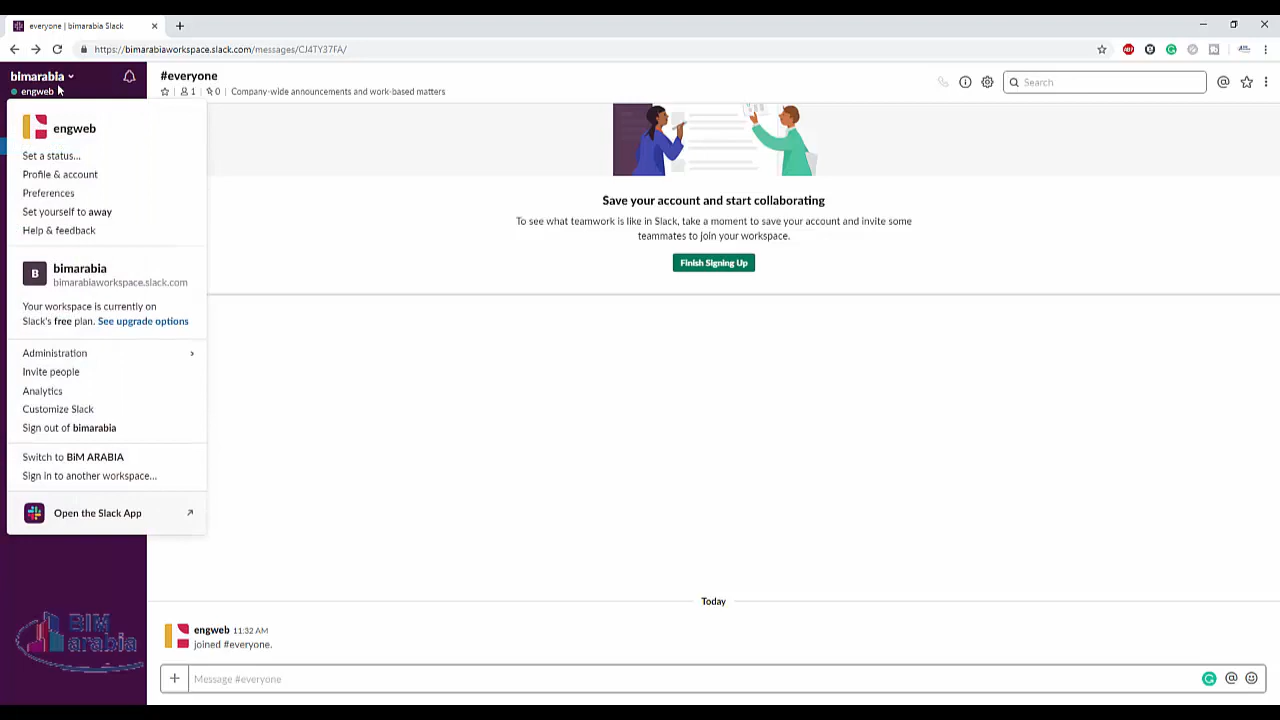 everyone | bimarabia Slack
https://bimarabiaworkspace.slack.com/messages/CJ4TY37FA/
bimarabia
engweb
#everyone
1 | 0 | Company-wide announcements and work-based matters
Search
engweb
Set a status...
Profile & account
Preferences
Set yourself to away
Help & feedback
B
bimarabia
bimarabiaworkspace.slack.com
Your workspace is currently on
Slack's free plan. See upgrade options
Administration
Invite people
Analytics
Customize Slack
Sign out of bimarabia
Switch to BiM ARABIA
Sign in to another workspace...
Open the Slack App
Save your account and start collaborating
To see what teamwork is like in Slack, take a moment to save your account and invite some
teammates to join your workspace.
Finish Signing Up
Today
engweb 11:32 AM
joined #everyone.
Message #everyone
BIM
arabia